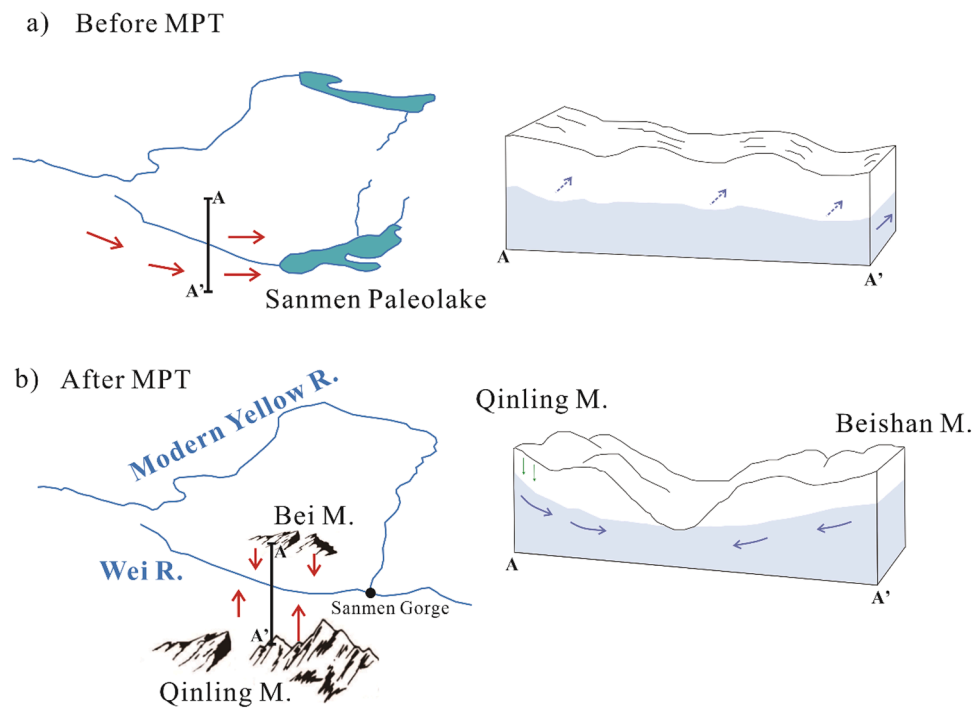 a) Before MPT
A
A'
Sanmen Paleolake
A
A'
b) After MPT
Modern Yellow R.
Wei R.
Bei M.
A
Sanmen Gorge
A'
Qinling M.
Qinling M.
Beishan M.
A
A'